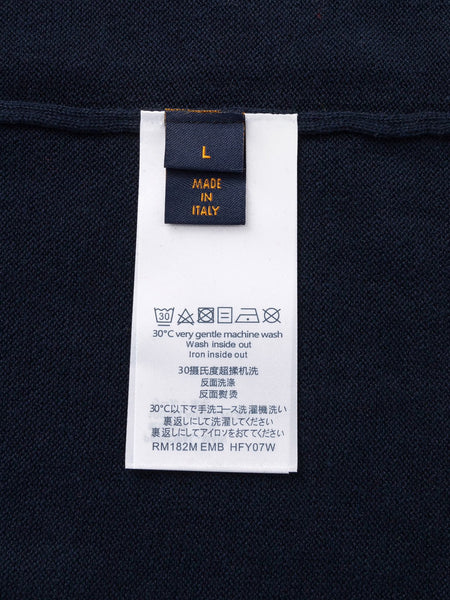 L
MADE
IN
ITALY
30
30°C very gentle machine wash
Wash inside out
Iron inside out
30摄氏度超揉机洗
反面洗涤
反面熨烫
30℃以下で手洗コース洗濯機洗い
裏返しにして洗濯してください
裏返しにしてアイロンをおてください
RM182M EMB HFY07W